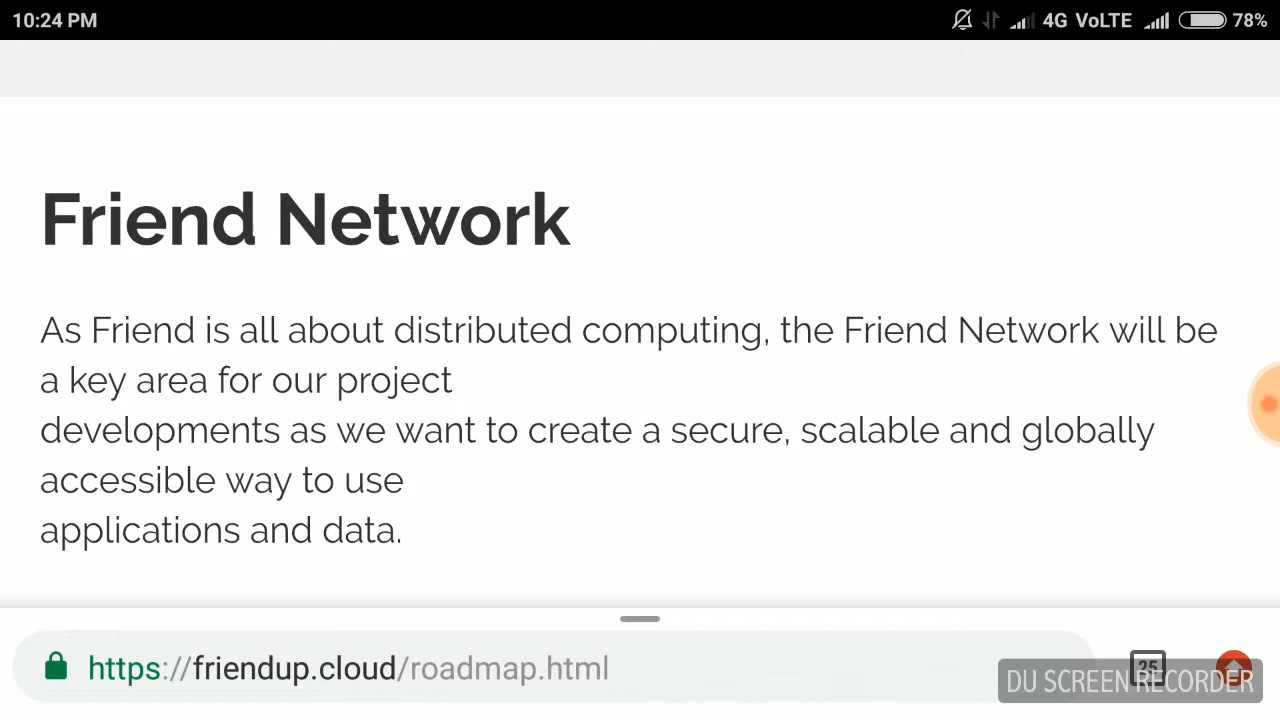 10:24 PM 4G VoLTE 78%
Friend Network
As Friend is all about distributed computing, the Friend Network will be
a key area for our project
developments as we want to create a secure, scalable and globally
accessible way to use
applications and data.
https://friendup.cloud/roadmap.html 25
DU SCREEN RECORDER